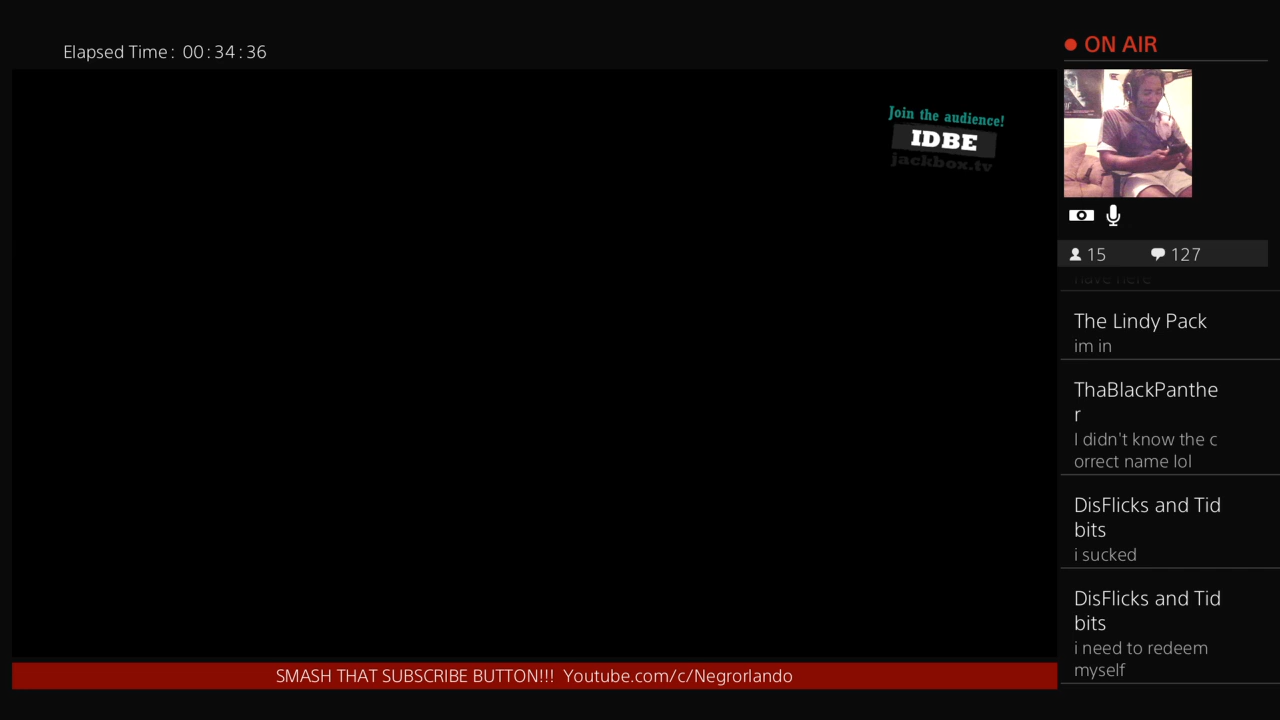 Elapsed Time: 00:34:36
ON AIR
Join the audience!
IDBE
jackbox.tv
15 127
have here
The Lindy Pack
im in
ThaBlackPanthe
r
I didn't know the c
orrect name lol
DisFlicks and Tid
bits
i sucked
DisFlicks and Tid
bits
i need to redeem
myself
SMASH THAT SUBSCRIBE BUTTON!!! Youtube.com/c/Negrorlando